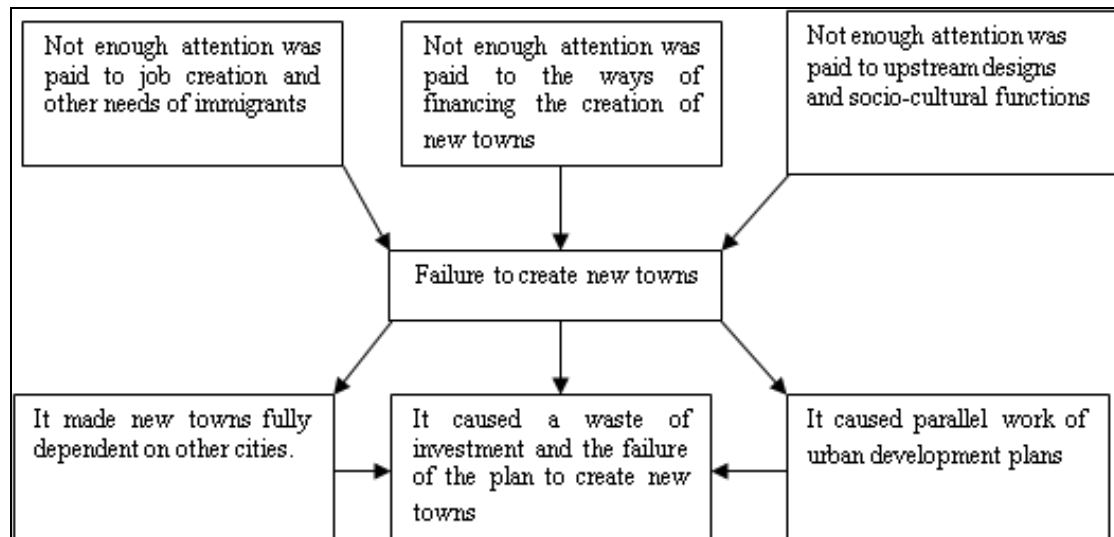 Not enough attention was
paid to job creation and
other needs of immigrants
Not enough attention was
paid to the ways of
financing the creation of
new towns
Not enough attention was
paid to upstream designs
and socio-cultural functions
Failure to create new towns
It made new towns fully
dependent on other cities.
It caused a waste of
investment and the failure
of the plan to create new
towns
It caused parallel work of
urban development plans